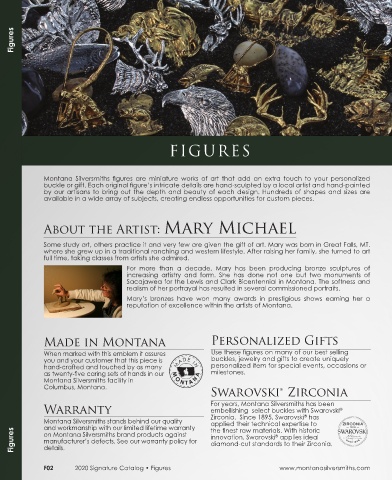 Figures
FIGURES
Montana Silversmiths figures are miniature works of art that add an extra touch to your personalized
buckle or gift. Each original figure's intricate details are hand-sculpted by a local artist and hand-painted
by our artisans to bring out the depth and beauty of each design. Hundreds of shapes and sizes are
available in a wide array of subjects, creating endless opportunities for custom pieces.
ABOUT THE ARTIST: MARY MICHAEL
Some study art, others practice it and very few are given the gift of art. Mary was born in Great Falls, MT.
where she grew up in a traditional ranching and western lifestyle. After raising her family, she turned to art
full time, taking classes from artists she admired.
For more than a decade, Mary has been producing bronze sculptures of
increasing artistry and form. She has done not one but two monuments of
Sacajawea for the Lewis and Clark Bicentennial in Montana. The softness and
realism of her portrayal has resulted in several commissioned portraits.
Mary's bronzes have won many awards in prestigious shows earning her a
reputation of excellence within the artists of Montana.
MADE IN MONTANA
When marked with this emblem it assures
you and your customer that this piece is
hand-crafted and touched by as many
as twenty-five caring sets of hands in our
Montana Silversmiths facility in
Columbus, Montana.
MADE IN
MONTANA
WARRANTY
Montana Silversmiths stands behind our quality
and workmanship with our limited lifetime warranty
on Montana Silversmiths brand products against
manufacturer's defects. See our warranty policy for
details.
PERSONALIZED GIFTS
Use these figures on many of our best selling
buckles, jewelry and gifts to create uniquely
personalized item for special events, occasions or
milestones.
SWAROVSKI® ZIRCONIA
For years, Montana Silversmiths has been
embellishing select buckles with Swarovski®
Zirconia. Since 1895, Swarovski® has
applied their technical expertise to
the finest raw materials. With historic
innovation, Swarovski® applies ideal
diamond-cut standards to their Zirconia.
ZIRCONIA
SWAROVSKI
Figures
F02 2020 Signature Catalog • Figures www.montanasilversmiths.com